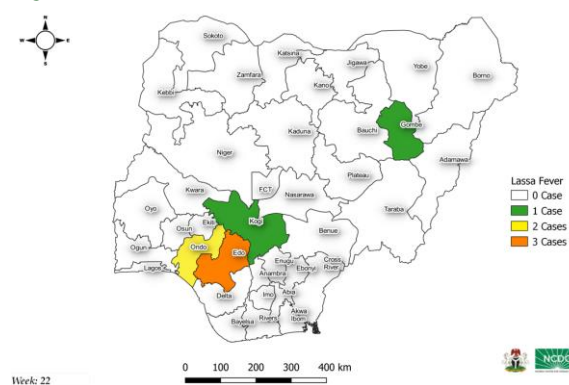 N
W E
S
Sokoto
Katsina
Jigawa
Yobe
Borno
Zamfara
Kebbi
Kano
Gombe
Bauchi
Kaduna
Niger
Adamawa
Plateau
FCT
Kwara
Nasarawa
Taraba
Oyo
Kogi
Ekiti
Osun
Benue
Ondo
Edo
Ogun
Enugu
Ebonyi
Cross
River
Lagos
Anambra
Delta
Imo
Abia
Akwa
Ibom
Bayelsa
Rivers
Lassa Fever
0 Case
1 Case
2 Cases
3 Cases
Week: 22
0 100 200 300 400 km
NCDC